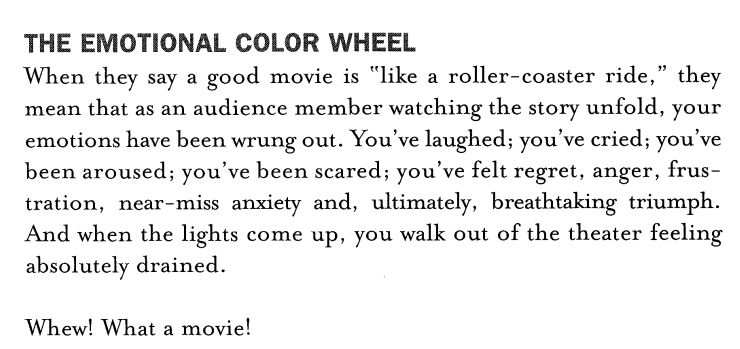 THE EMOTIONAL COLOR WHEEL
When they say a good movie is “like a roller-coaster ride,” they
mean that as an audience member watching the story unfold, your
emotions have been wrung out. You’ve laughed; you’ve cried; you’ve
been aroused; you’ve been scared; you’ve felt regret, anger, frus-
tration, near-miss anxiety and, ultimately, breathtaking triumph.
And when the lights come up, you walk out of the theater feeling
absolutely drained.
Whew! What a movie!